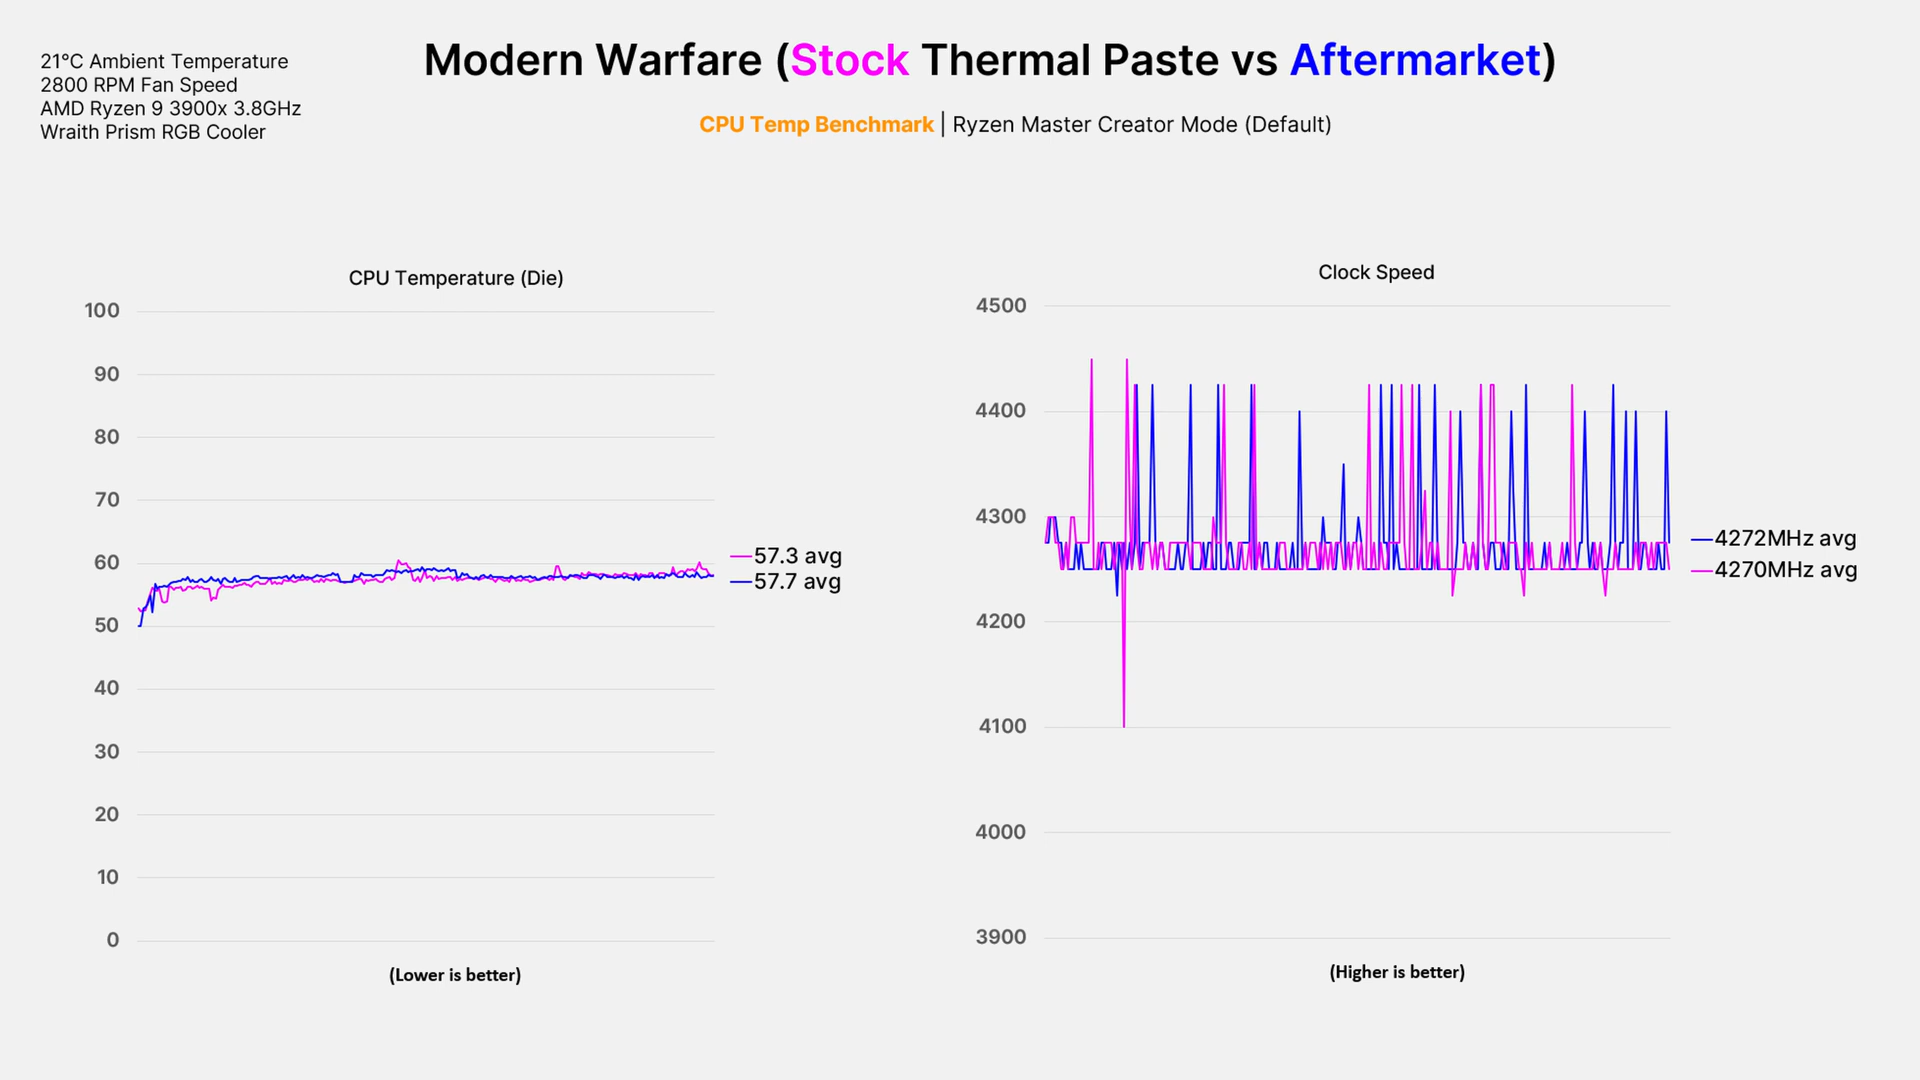 21°C Ambient Temperature
2800 RPM Fan Speed
AMD Ryzen 9 3900x 3.8GHz
Wraith Prism RGB Cooler
Modern Warfare (Stock Thermal Paste vs Aftermarket)
CPU Temp Benchmark | Ryzen Master Creator Mode (Default)
CPU Temperature (Die)
100
90
80
70
60
50
40
30
20
10
0
57.3 avg
57.7 avg
(Lower is better)
Clock Speed
4500
4400
4300
4200
4100
4000
3900
4272MHz avg
4270MHz avg
(Higher is better)